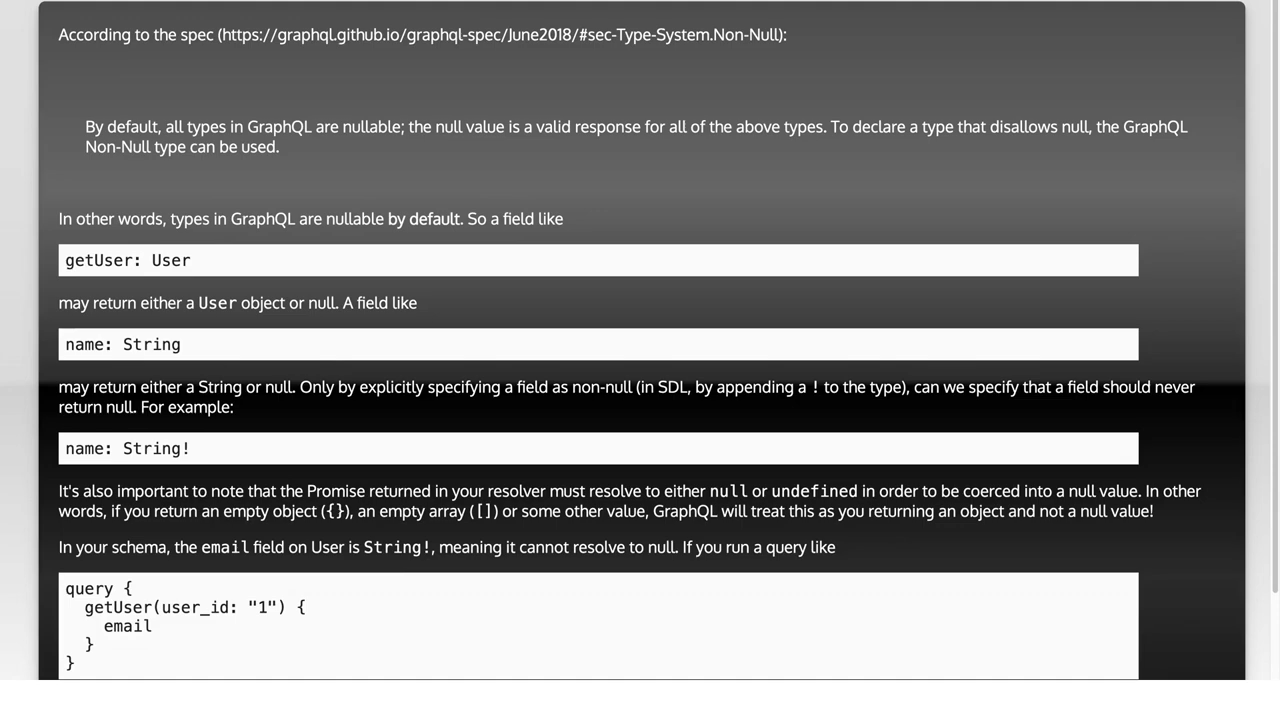 According to the spec (https://graphql.github.io/graphql-spec/June2018/#sec-Type-System.Non-Null):
By default, all types in GraphQL are nullable; the null value is a valid response for all of the above types. To declare a type that disallows null, the GraphQL
Non-Null type can be used.
In other words, types in GraphQL are nullable by default. So a field like
getUser: User
may return either a User object or null. A field like
name: String
may return either a String or null. Only by explicitly specifying a field as non-null (in SDL, by appending a ! to the type), can we specify that a field should never
return null. For example:
name: String!
It's also important to note that the Promise returned in your resolver must resolve to either null or undefined in order to be coerced into a null value. In other
words, if you return an empty object ({}), an empty array ([]) or some other value, GraphQL will treat this as you returning an object and not a null value!
In your schema, the email field on User is String!, meaning it cannot resolve to null. If you run a query like
query {
  getUser(user_id: "1") {
    email
  }
}